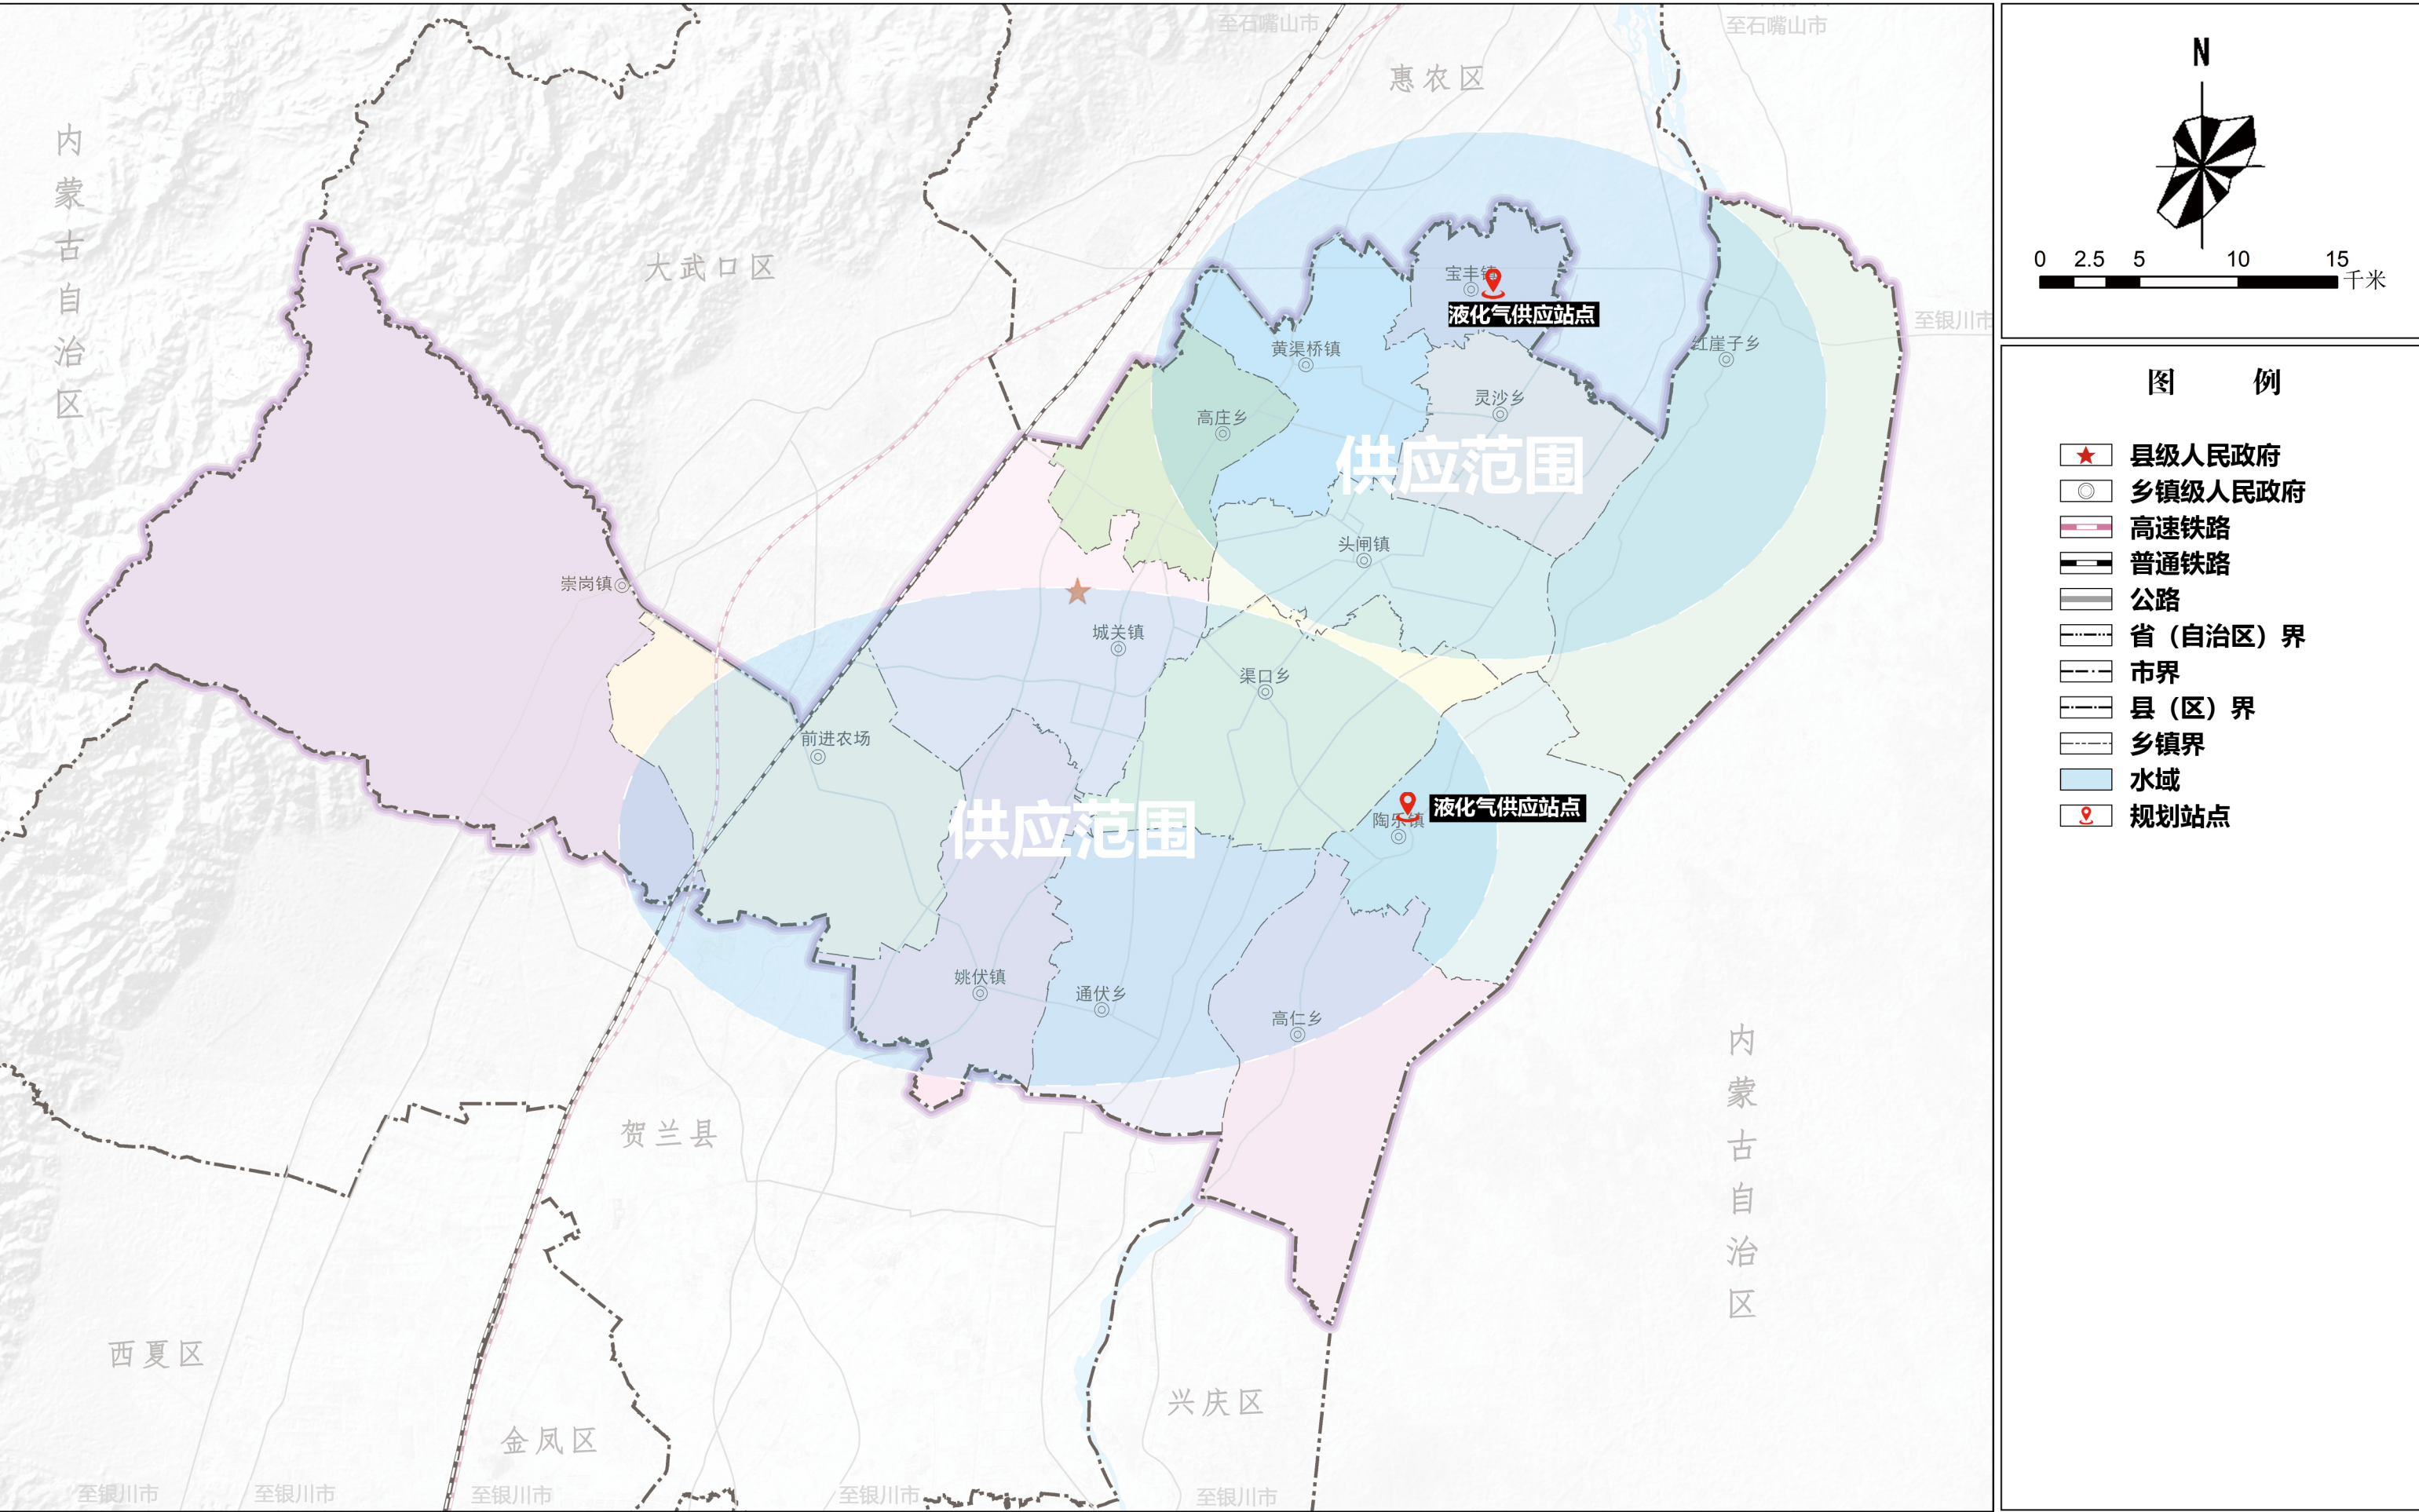 至石嘴山市
至石嘴山市
惠农区
内蒙古自治区
大武口区
宝丰镇
液化气供应站点
至银川市
黄渠桥镇
红崖子乡
灵沙乡
高庄乡
供应范围
头闸镇
崇岗镇
城关镇
渠口乡
前进农场
供应范围
陶乐镇
液化气供应站点
姚伏镇
通伏乡
高仁乡
内蒙古自治区
贺兰县
西夏区
金凤区
兴庆区
至银川市
至银川市
至银川市
至银川市
至银川市
N
0 2.5 5 10 15
千米
图 例
县级人民政府
乡镇级人民政府
高速铁路
普通铁路
公路
省（自治区）界
市界
县（区）界
乡镇界
水域
规划站点